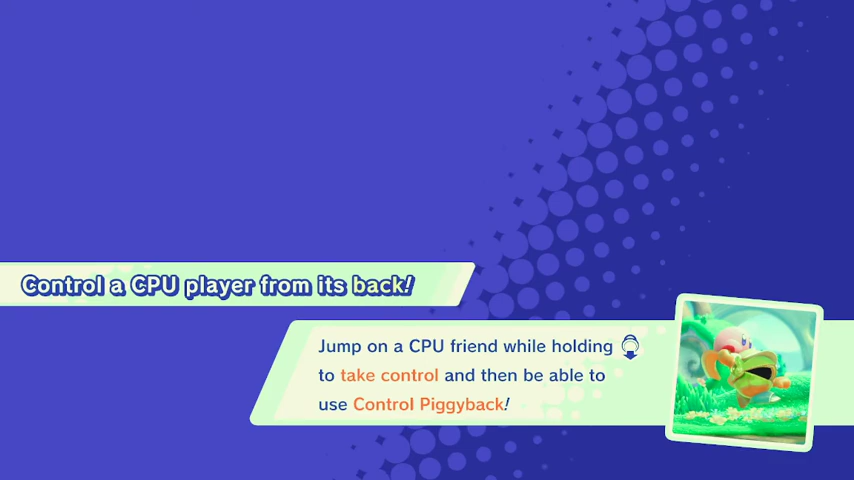 Control a CPU player from its back!
Jump on a CPU friend while holding
to take control and then be able to
use Control Piggyback!